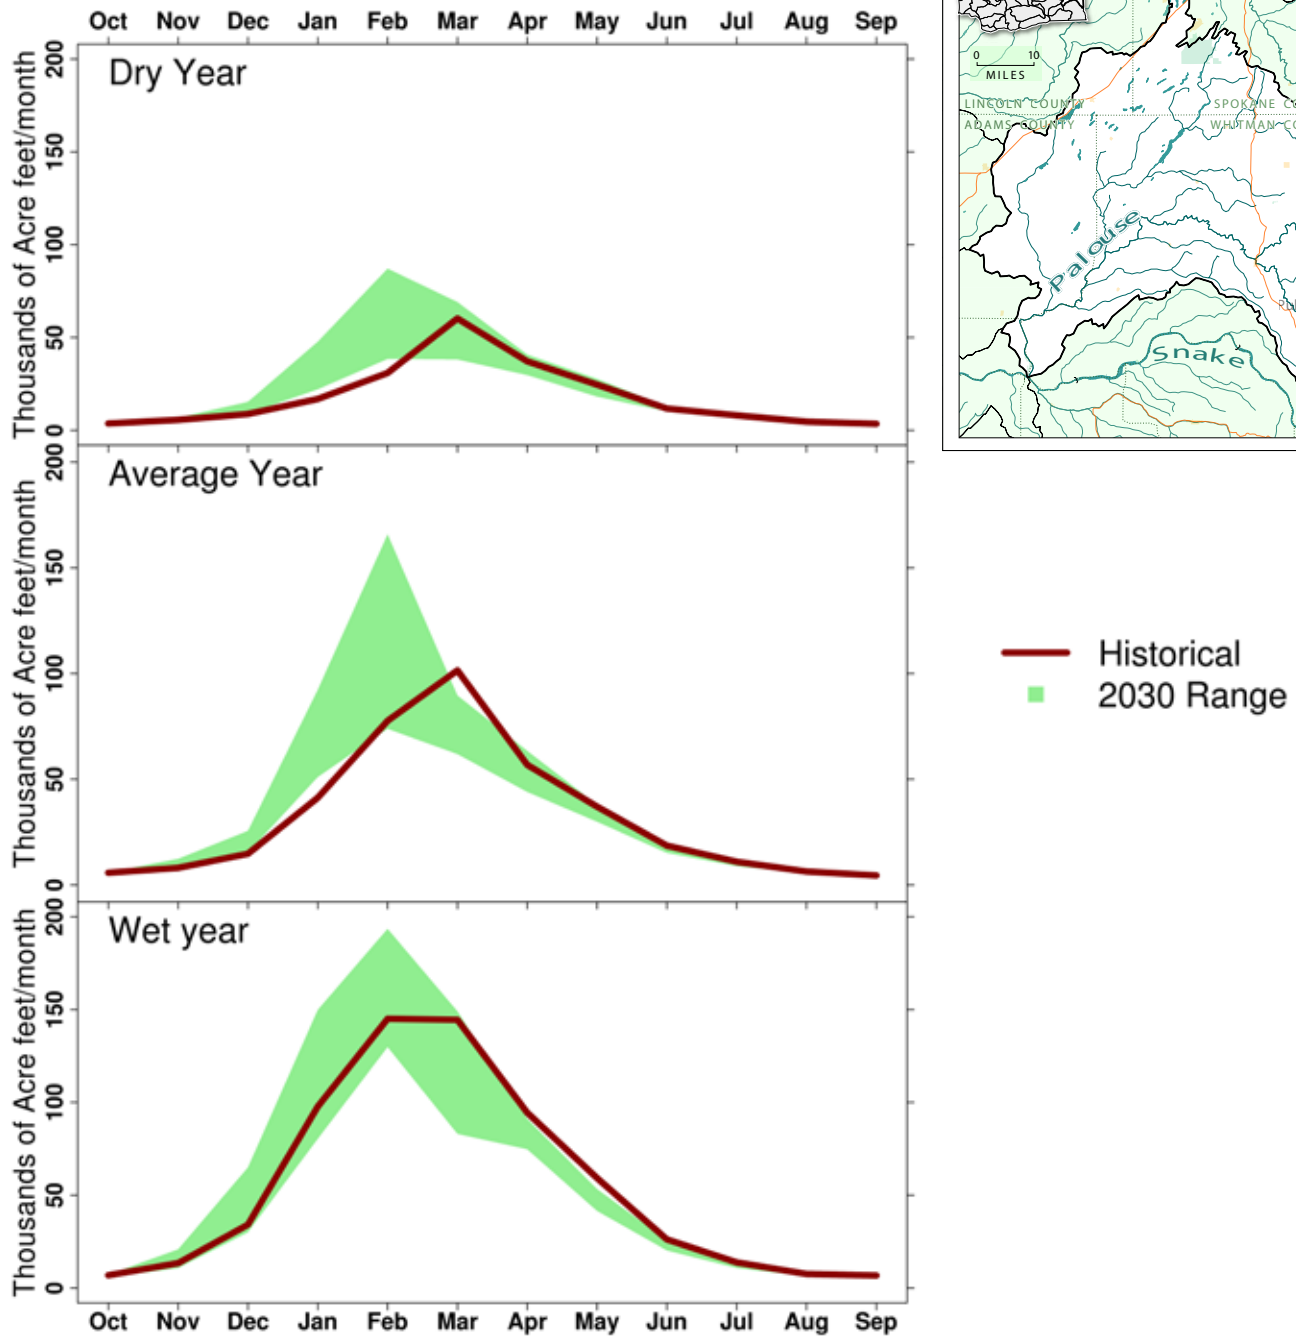 Oct Nov Dec Jan Feb Mar Apr May Jun Jul Aug Sep
Dry Year
Thousands of Acre feet/month
0 50 100 150 200
Average Year
Thousands of Acre feet/month
0 50 100 150 200
Wet year
Thousands of Acre feet/month
0 50 100 150 200
Oct Nov Dec Jan Feb Mar Apr May Jun Jul Aug Sep
0 10
MILES
LINCOLN COUNTY
ADAMS COUNTY
SPOKANE
WHITMAN
Palouse
Snake
Historical
2030 Range